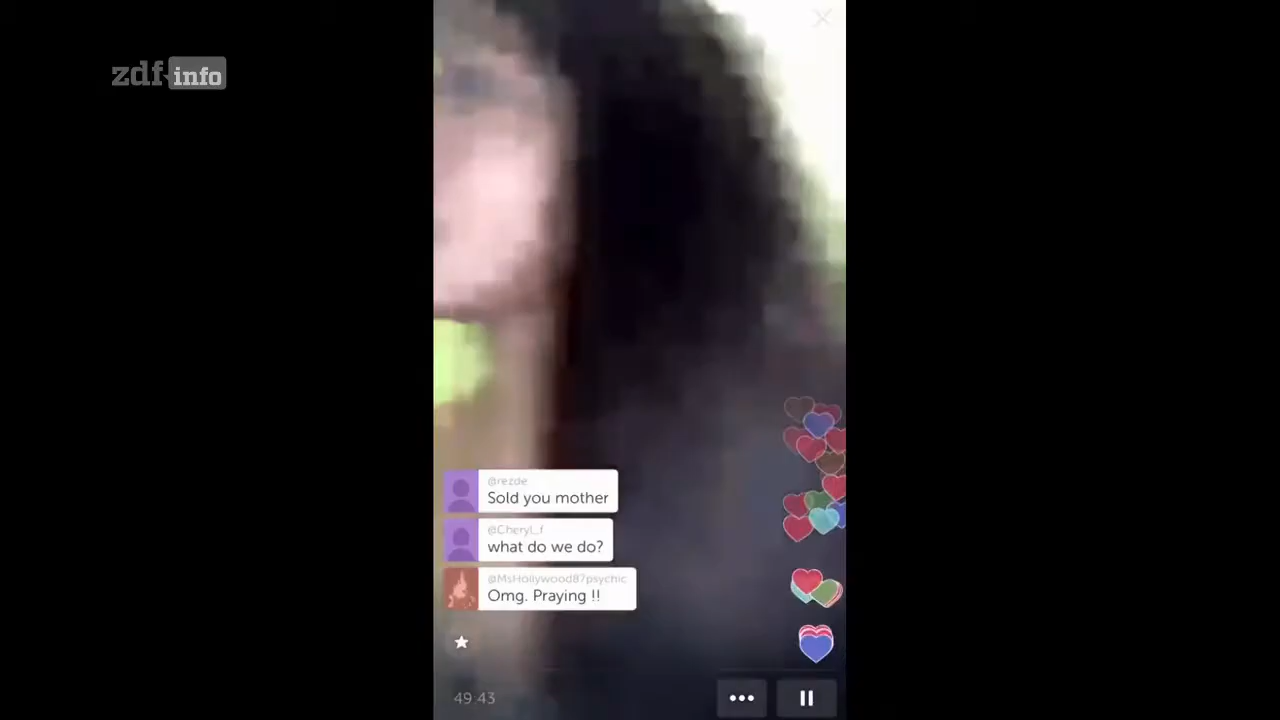 zdf info
@rezde
Sold you mother
@Cheryl_f
what do we do?
@MsHollywood87psychic
Omg. Praying !!
49:43